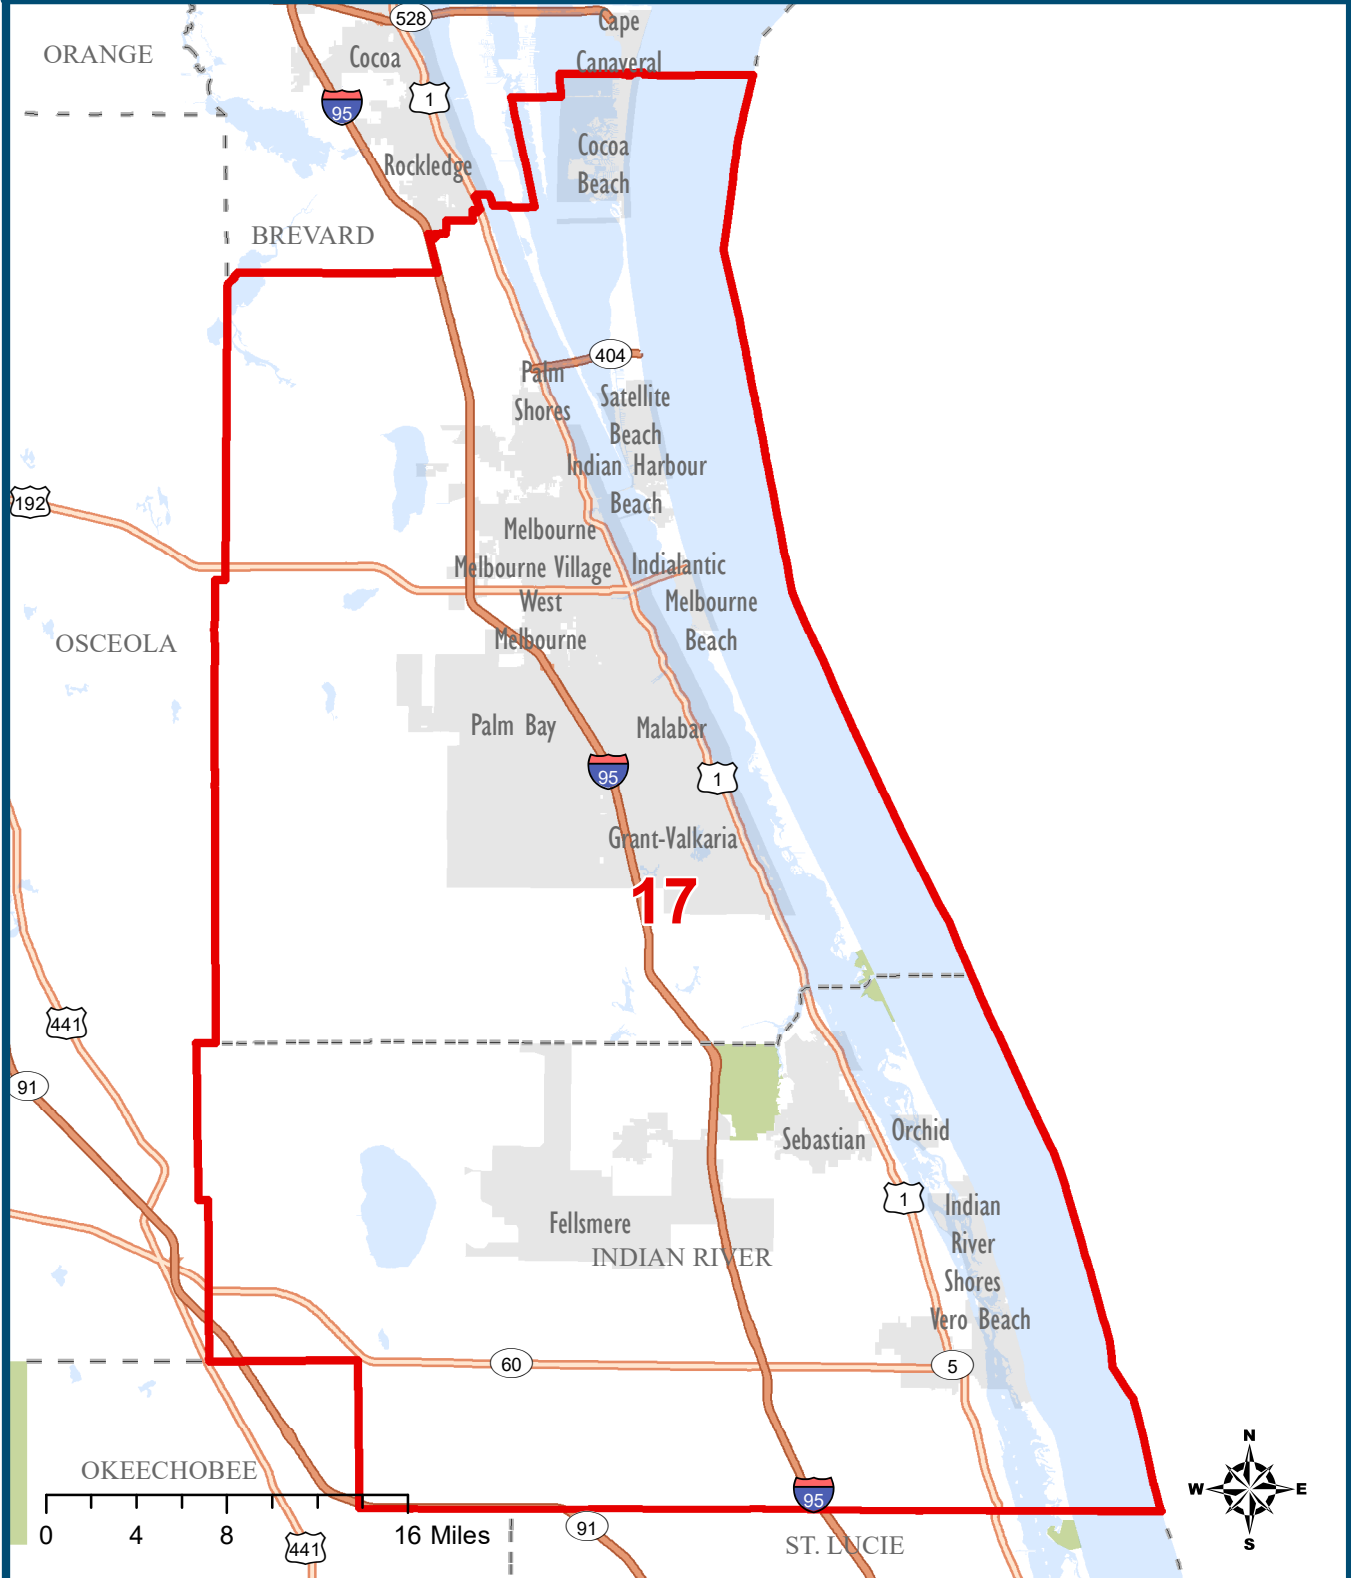 528
Cape
Canaveral
ORANGE
Cocoa
1
95
Cocoa
Beach
Rockledge
BREVARD
404
Palm
Shores
Satellite
Beach
Indian Harbour
Beach
192
Melbourne
Melbourne Village
Indialantic
West
Melbourne
Melbourne
Beach
OSCEOLA
Palm Bay
Malabar
95
1
Grant-Valkaria
17
441
91
Sebastian
Orchid
1
Indian
River
Shores
Fellsmere
INDIAN RIVER
Vero Beach
60
5
OKEECHOBEE
95
N
W
E
S
0 4 8 16 Miles
91
441
ST. LUCIE